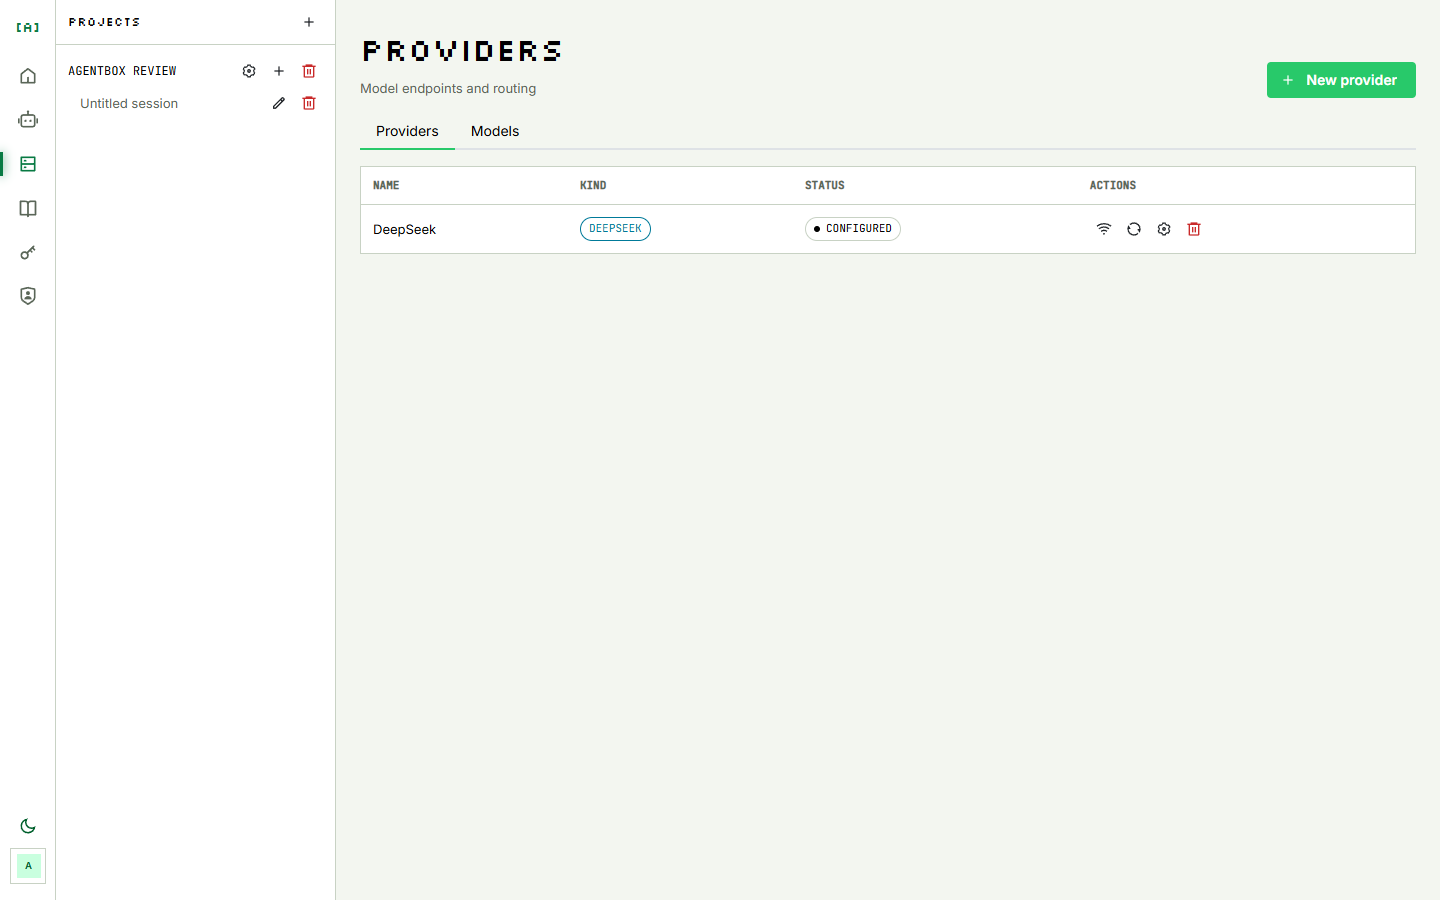 [A]
PROJECTS
AGENTBOX REVIEW
Untitled session
PROVIDERS
Model endpoints and routing
New provider
Providers Models
NAME KIND STATUS ACTIONS
DeepSeek DEEPSEEK CONFIGURED
A